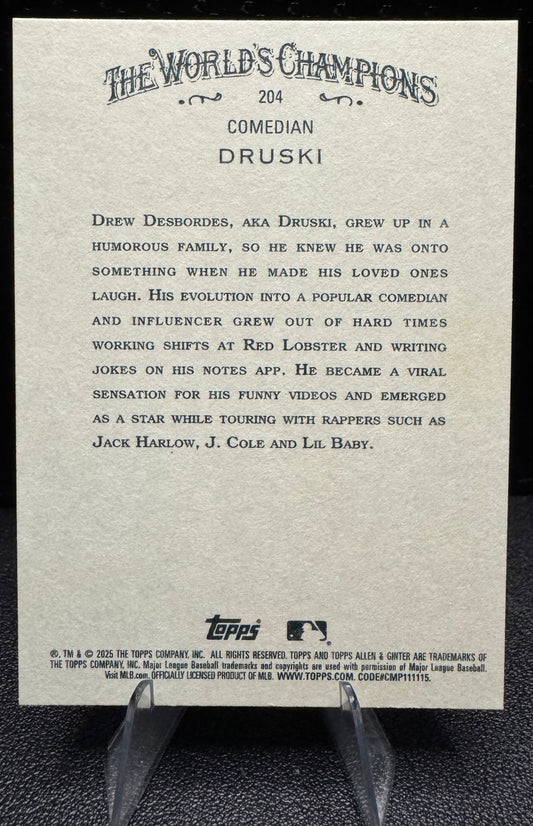 THE WORLD'S CHAMPIONS
204
COMEDIAN
DRUSKI
DREW DESBORDES, AKA DRUSKI, GREW UP IN A
HUMOROUS FAMILY, SO HE KNEW HE WAS ONTO
SOMETHING WHEN HE MADE HIS LOVED ONES
LAUGH. HIS EVOLUTION INTO A POPULAR COMEDIAN
AND INFLUENCER GREW OUT OF HARD TIMES
WORKING SHIFTS AT RED LOBSTER AND WRITING
JOKES ON HIS NOTES APP. HE BECAME A VIRAL
SENSATION FOR HIS FUNNY VIDEOS AND EMERGED
AS A STAR WHILE TOURING WITH RAPPERS SUCH AS
JACK HARLOW, J. COLE AND LIL BABY.
topps®
®, TM & © 2025 THE TOPPS COMPANY, INC. ALL RIGHTS RESERVED. TOPPS AND TOPPS ALLEN & GINTER ARE TRADEMARKS OF
THE TOPPS COMPANY, INC. Major League Baseball trademarks and copyrights are used with permission of Major League Baseball.
Visit MLB.com. OFFICIALLY LICENSED PRODUCT OF MLB. WWW.TOPPS.COM. CODE#CMP111115.